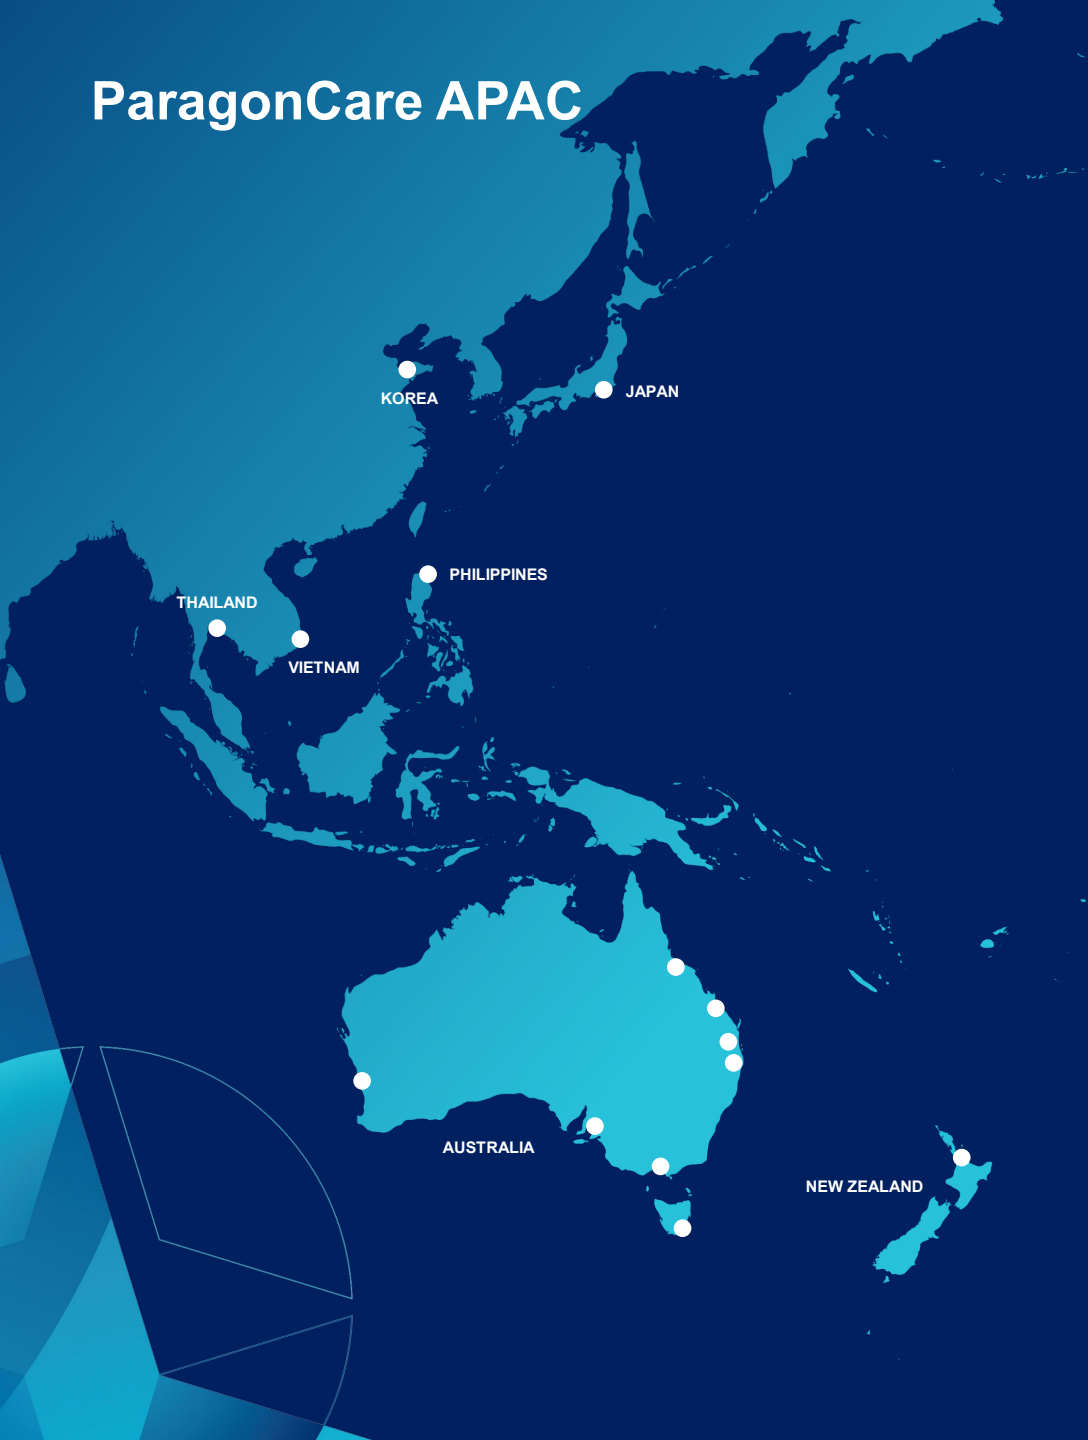 ParagonCare APAC
KOREA
JAPAN
PHILIPPINES
THAILAND
VIETNAM
AUSTRALIA
NEW ZEALAND